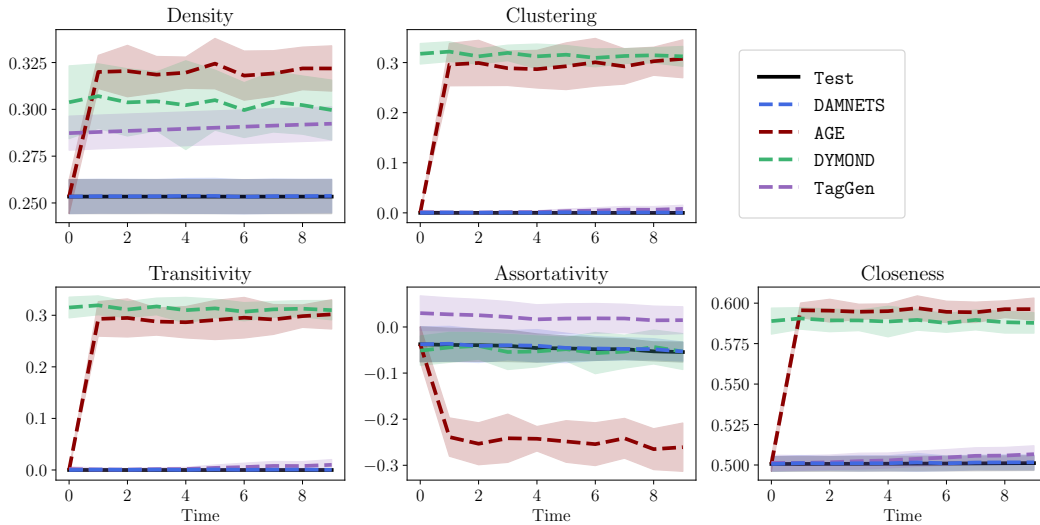 Density
0.325
0.300
0.275
0.250
0 2 4 6 8
Clustering
0.3
0.2
0.1
0.0
0 2 4 6 8
Test
DAMNETS
AGE
DYMOND
TagGen
Transitivity
0.3
0.2
0.1
0.0
0 2 4 6 8
Time
Assortativity
0.0
−0.1
−0.2
−0.3
0 2 4 6 8
Time
Closeness
0.600
0.575
0.550
0.525
0.500
0 2 4 6 8
Time